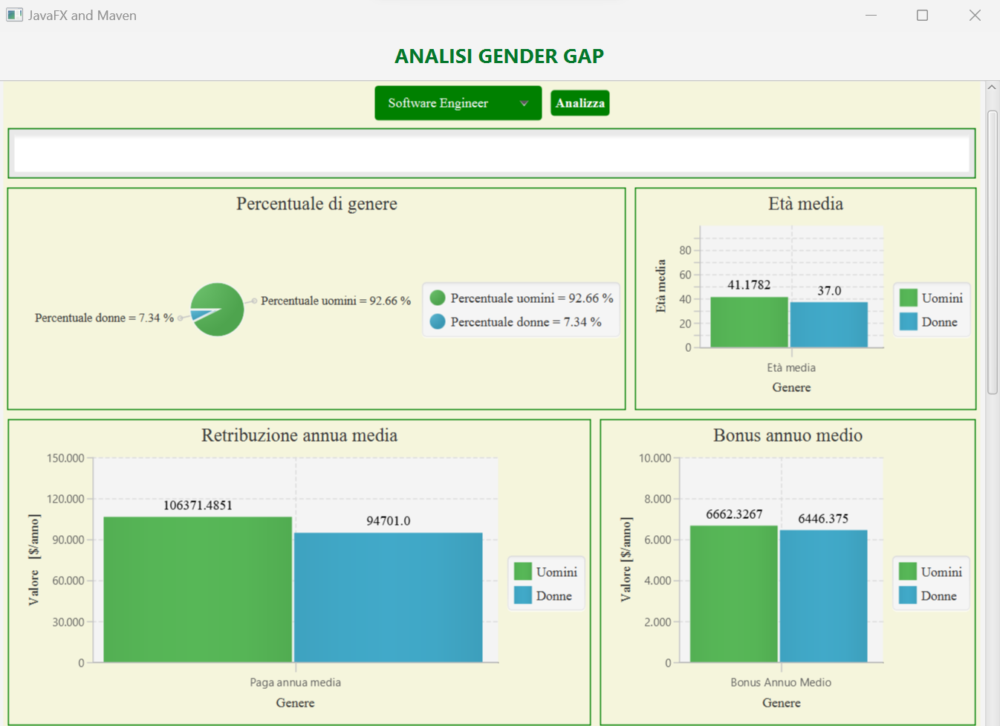 JavaFX and Maven
ANALISI GENDER GAP
Software Engineer
Analizza
Percentuale di genere
Percentuale uomini = 92.66 %
Percentuale donne = 7.34 %
Percentuale uomini = 92.66 %
Percentuale donne = 7.34 %
Età media
Età media
80
60
40
20
0
41.1782
37.0
Età media
Genere
Uomini
Donne
Retribuzione annua media
Valore [$/anno]
150.000
120.000
90.000
60.000
30.000
0
106371.4851
94701.0
Paga annua media
Genere
Uomini
Donne
Bonus annuo medio
Valore [$/anno]
10.000
8.000
6.000
4.000
2.000
0
6662.3267
6446.375
Bonus Annuo Medio
Genere
Uomini
Donne